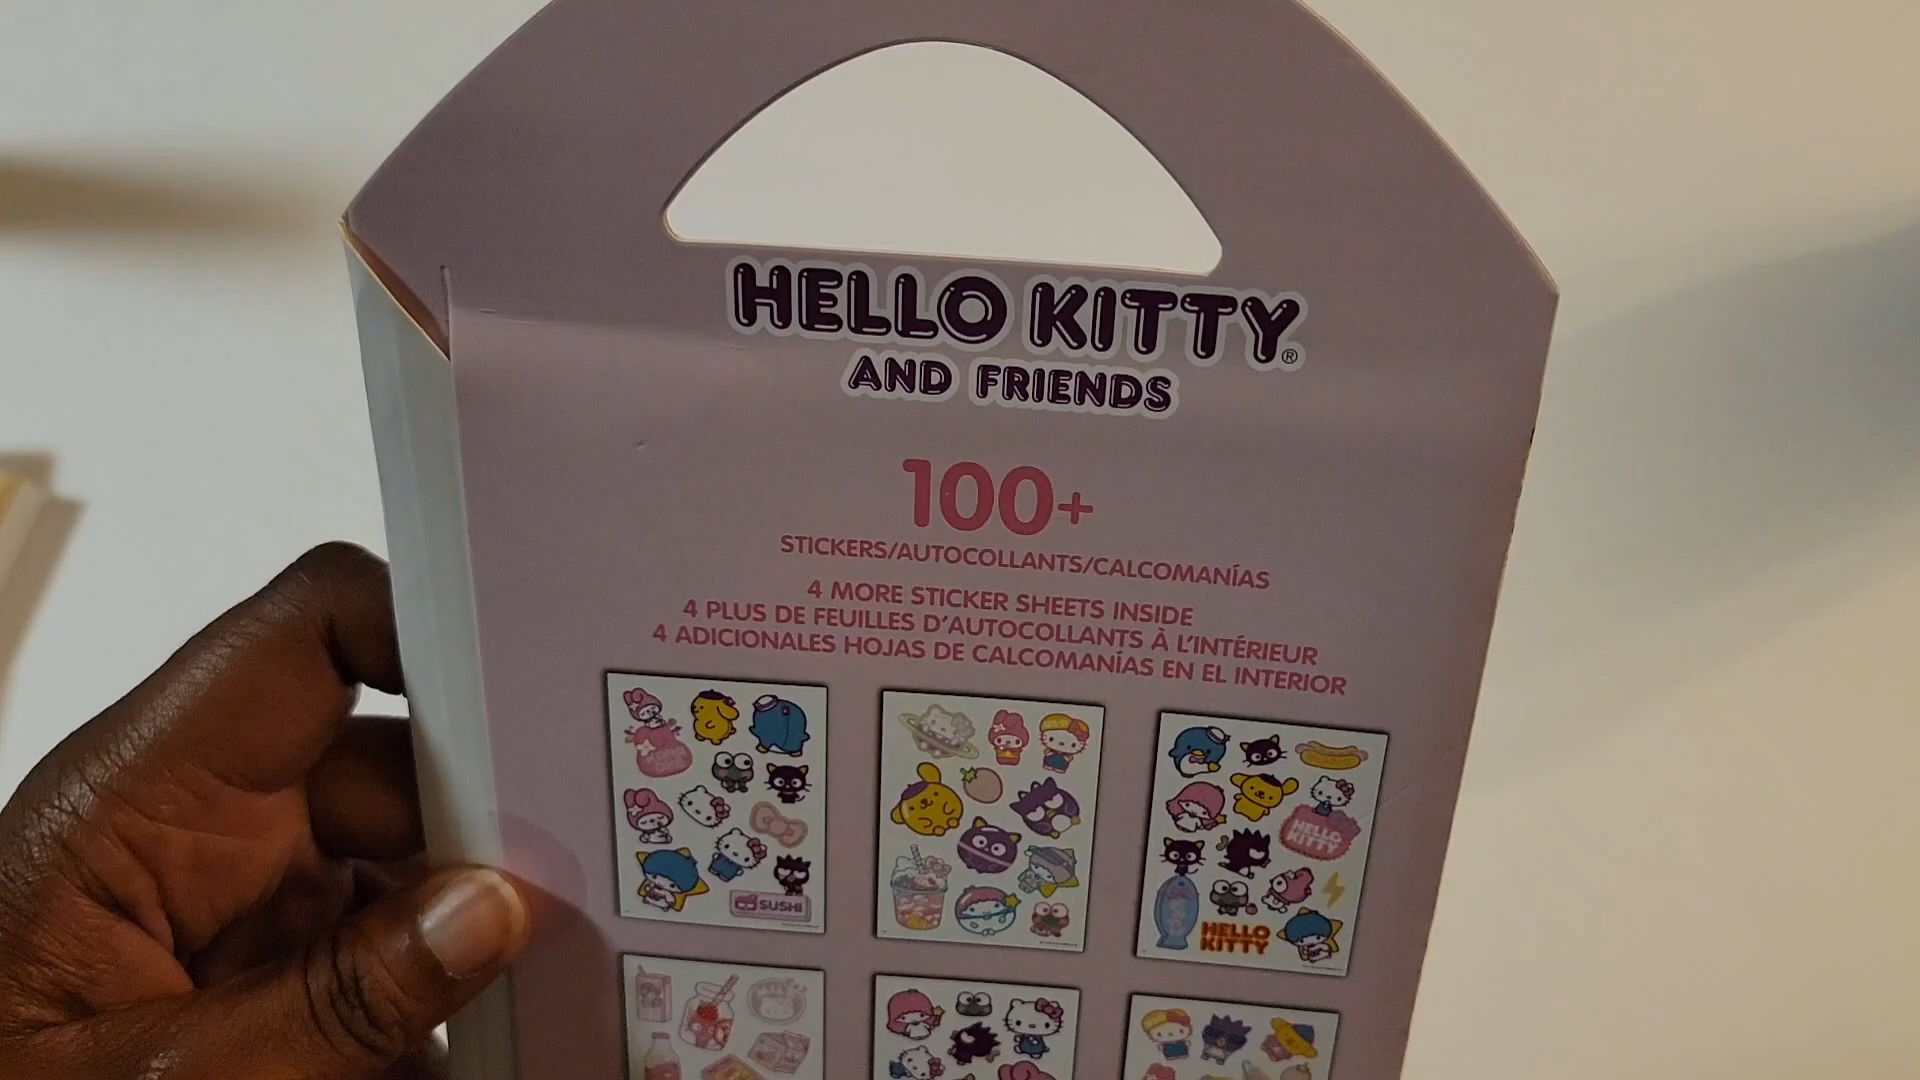 HELLO KITTY®
AND FRIENDS
100+
STICKERS/AUTOCOLLANTS/CALCOMANÍAS
4 MORE STICKER SHEETS INSIDE
4 PLUS DE FEUILLES D'AUTOCOLLANTS À L'INTÉRIEUR
4 ADICIONALES HOJAS DE CALCOMANÍAS EN EL INTERIOR
HELLO
KITTY
SUSHI
HELLO
KITTY